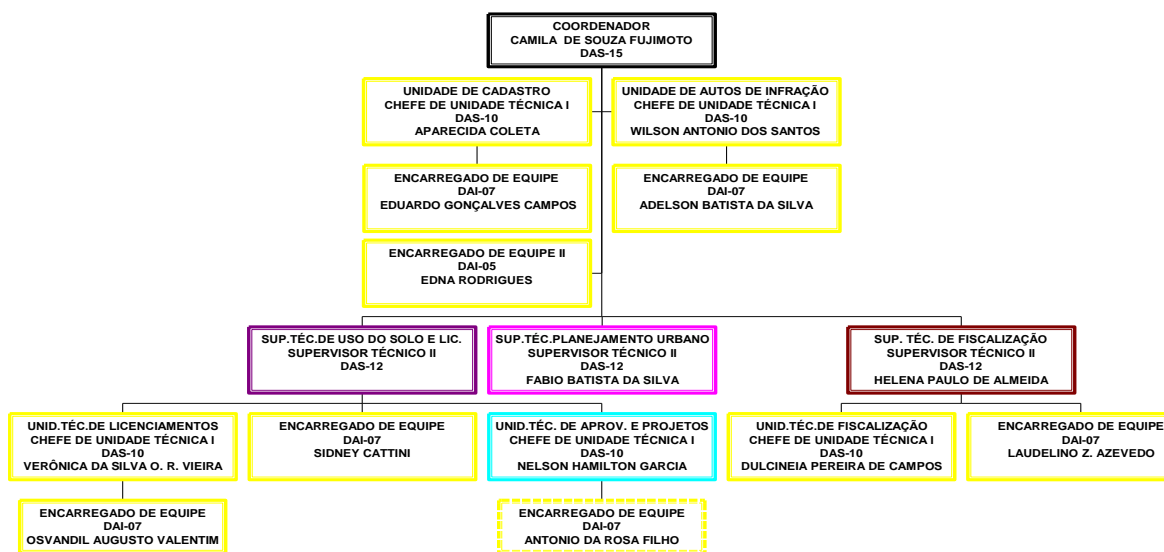 COORDENADOR
CAMILA DE SOUZA FUJIMOTO
DAS-15
UNIDADE DE CADASTRO
CHEFE DE UNIDADE TÉCNICA I
DAS-10
APARECIDA COLETA
UNIDADE DE AUTOS DE INFRAÇÃO
CHEFE DE UNIDADE TÉCNICA I
DAS-10
WILSON ANTONIO DOS SANTOS
ENCARREGADO DE EQUIPE
DAI-07
EDUARDO GONÇALVES CAMPOS
ENCARREGADO DE EQUIPE
DAI-07
ADELSON BATISTA DA SILVA
ENCARREGADO DE EQUIPE II
DAI-05
EDNA RODRIGUES
SUP.TÉC.DE USO DO SOLO E LIC.
SUPERVISOR TÉCNICO II
DAS-12
SUP.TÉC.PLANEJAMENTO URBANO
SUPERVISOR TÉCNICO II
DAS-12
FABIO BATISTA DA SILVA
SUP. TÉC. DE FISCALIZAÇÃO
SUPERVISOR TÉCNICO II
DAS-12
HELENA PAULO DE ALMEIDA
UNID.TÉC.DE LICENCIAMENTOS
CHEFE DE UNIDADE TÉCNICA I
DAS-10
VERÔNICA DA SILVA O. R. VIEIRA
ENCARREGADO DE EQUIPE
DAI-07
SIDNEY CATTINI
UNID.TÉC. DE APROV. E PROJETOS
CHEFE DE UNIDADE TÉCNICA I
DAS-10
NELSON HAMILTON GARCIA
UNID.TÉC.DE FISCALIZAÇÃO
CHEFE DE UNIDADE TÉCNICA I
DAS-10
DULCINEIA PEREIRA DE CAMPOS
ENCARREGADO DE EQUIPE
DAI-07
LAUDELINO Z. AZEVEDO
ENCARREGADO DE EQUIPE
DAI-07
OSVANDIL AUGUSTO VALENTIM
ENCARREGADO DE EQUIPE
DAI-07
ANTONIO DA ROSA FILHO